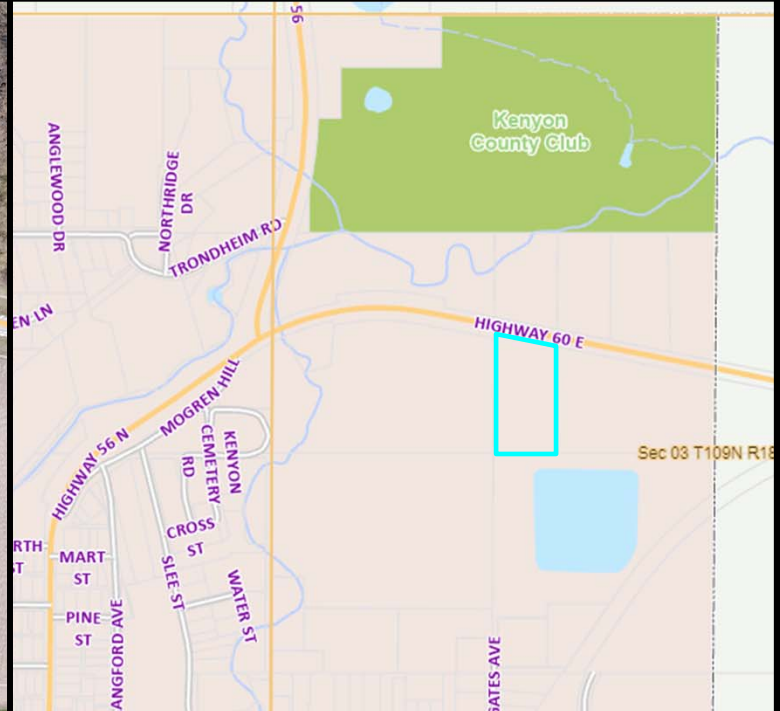 56
Kenyon
County Club
ANGLEWOOD DR
NORTHRIDGE
DR
TRONDHEIM RD
EN LN
HIGHWAY 60 E
MOGREN HILL
HIGHWAY 56 N
KENYON
CEMETERY
RD
Sec 03 T109N R18
CROSS
ST
RTH
ST
MART
ST
SLEE ST
WATER ST
PINE
ST
ANGFORD AVE
GATES AVE